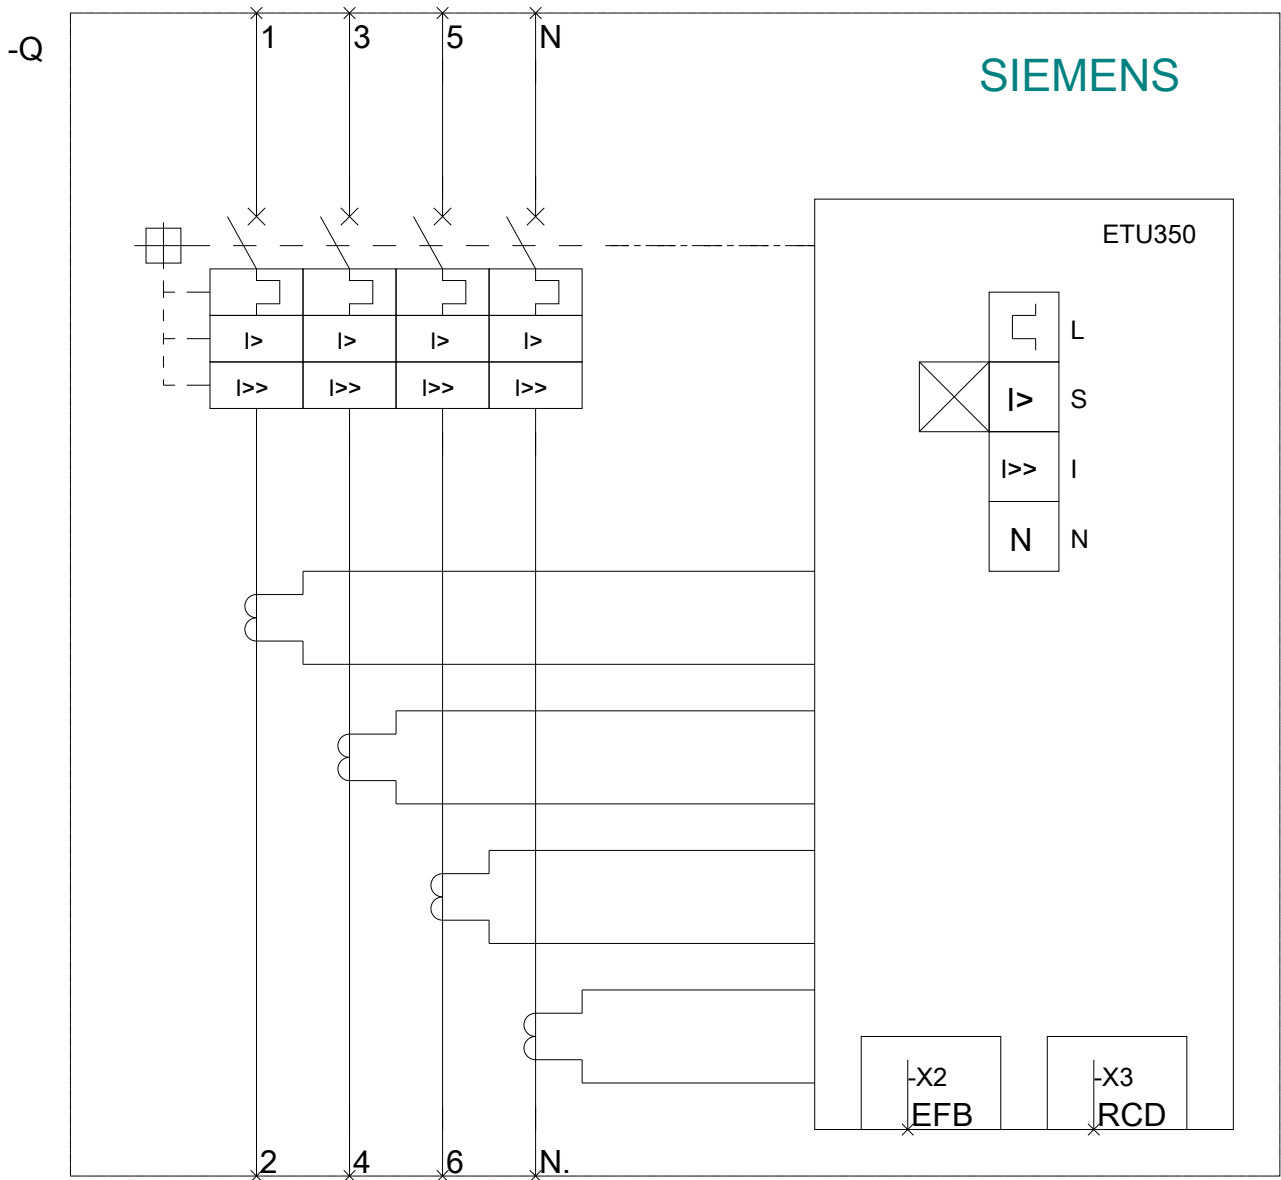 1 3 5 N
-Q
SIEMENS
ETU350
L
I> I> I> I>
I>> I>> I>> I>>
I> S
I>> I
N N
-X2 -X3
EFB RCD
2 4 6 N.